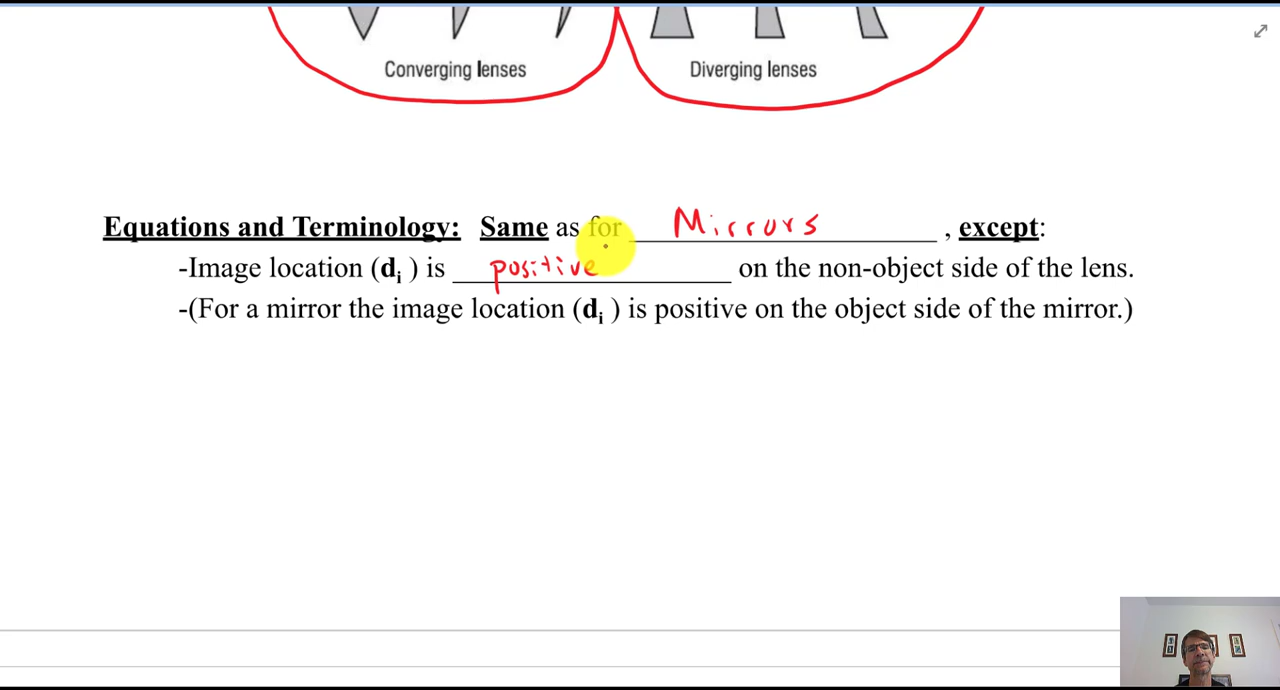 Converging lenses Diverging lenses
Equations and Terminology: Same as for Mirrors , except:
-Image location (di ) is positive on the non-object side of the lens.
-(For a mirror the image location (di ) is positive on the object side of the mirror.)